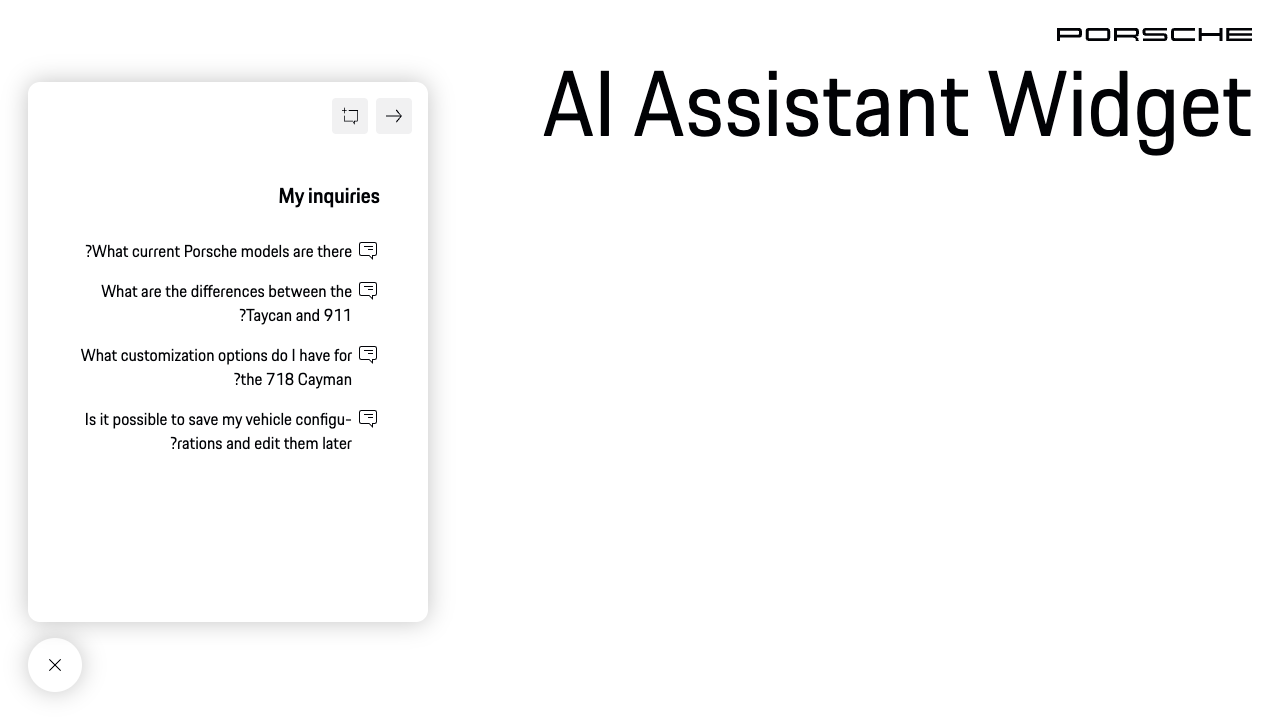 PORSCHE
AI Assistant Widget
My inquiries
?What current Porsche models are there
What are the differences between the
?Taycan and 911
What customization options do I have for
?the 718 Cayman
Is it possible to save my vehicle configu-
?rations and edit them later